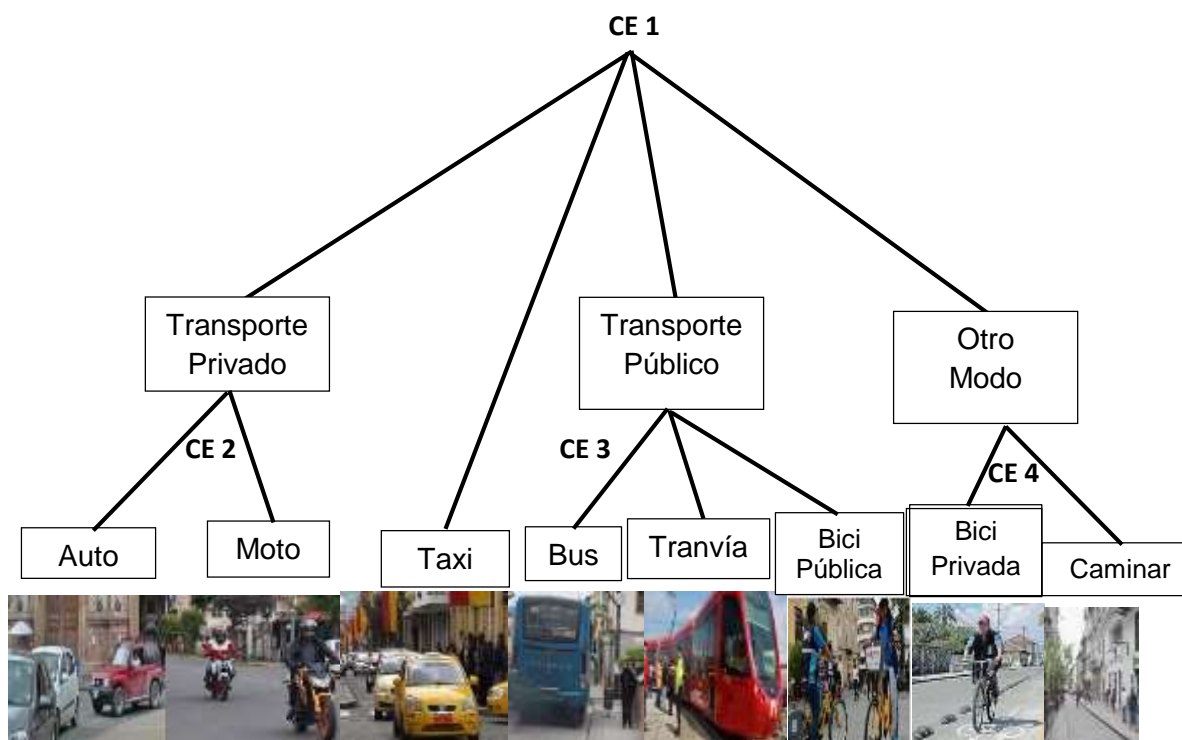 CE 1
Transporte
Privado
Transporte
Público
Otro
Modo
CE 2
CE 3
CE 4
Auto
Moto
Taxi
Bus
Tranvía
Bici
Pública
Bici
Privada
Caminar